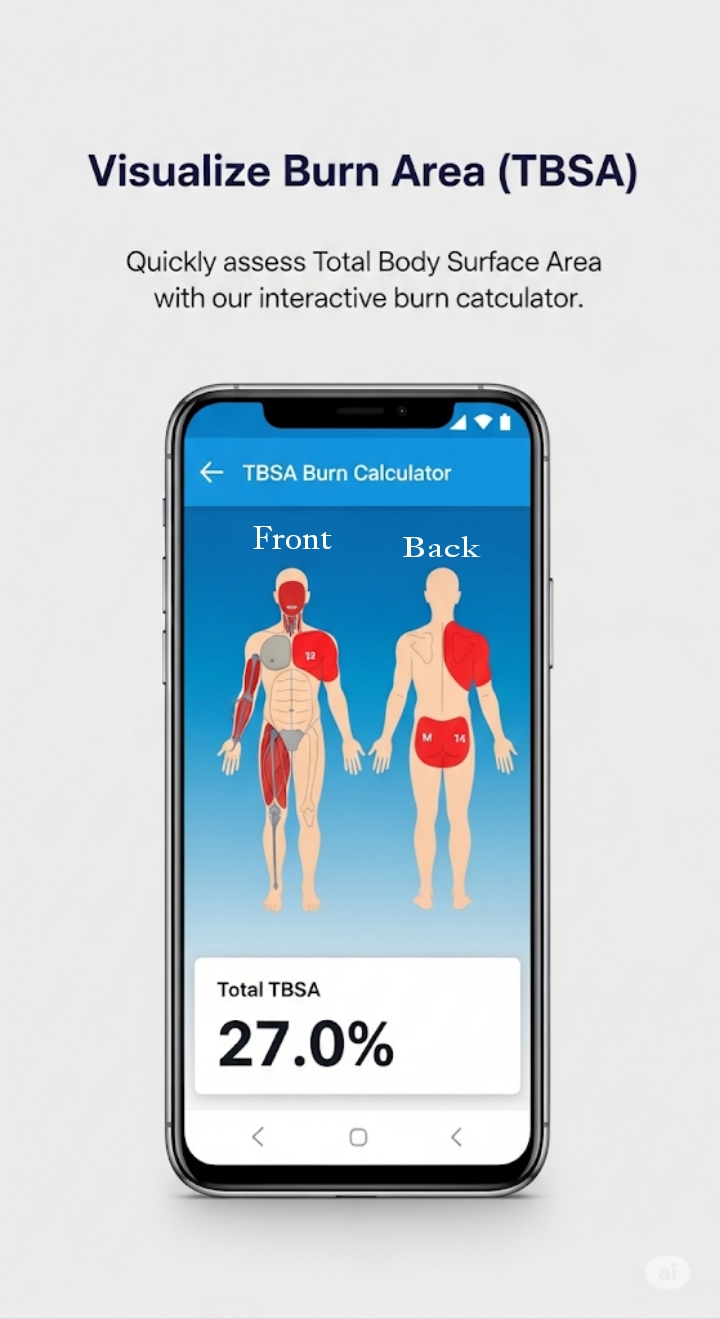 Visualize Burn Area (TBSA)
Quickly assess Total Body Surface Area
with our interactive burn catculator.
TBSA Burn Calculator
Front
Back
12
M 14
Total TBSA
27.0%
ai